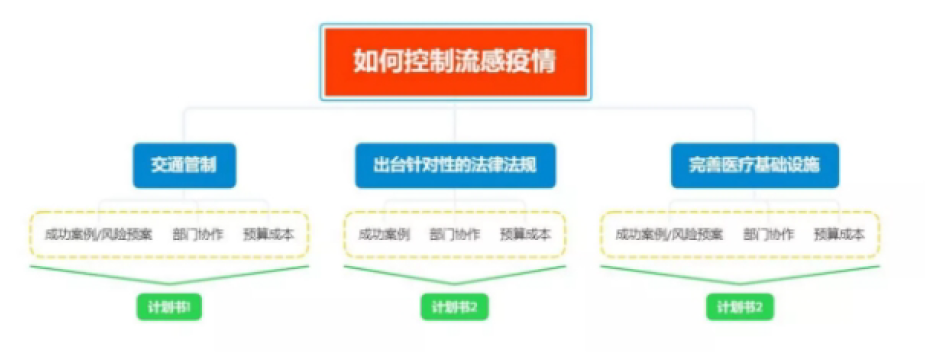 如何控制流感疫情
交通管制 出台针对性的法律法规 完善医疗基础设施
成功案例/风险预案 部门协作 预算成本 成功案例 部门协作 预算成本 成功案例/风险预案 部门协作 预算成本
计划书1 计划书2 计划书2